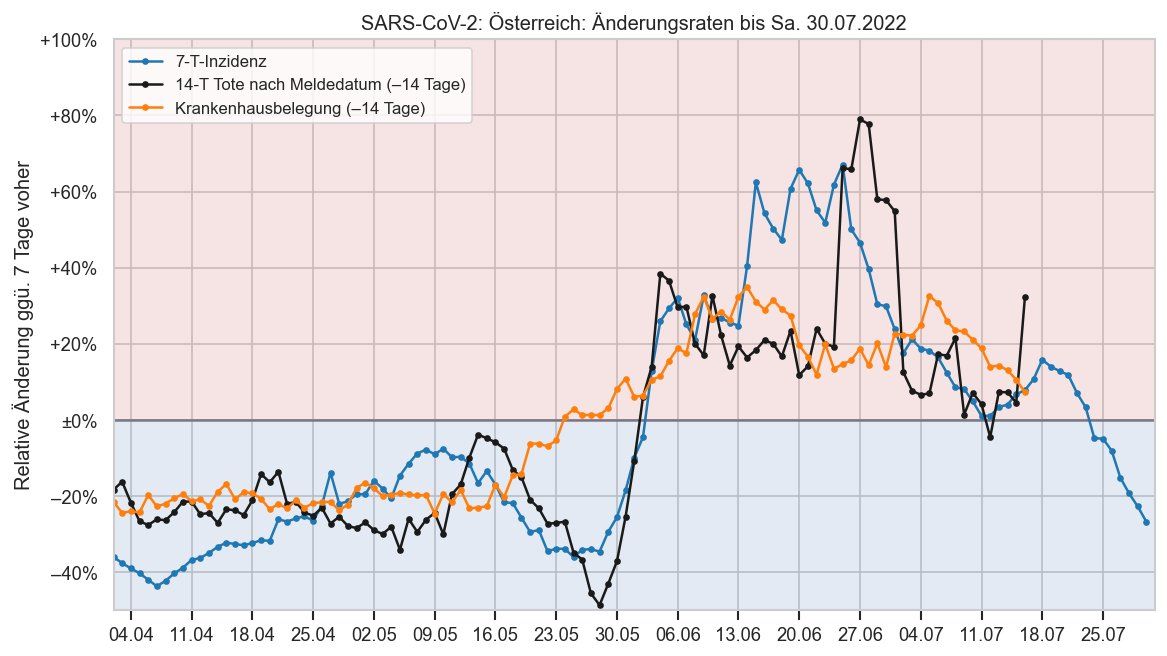 SARS-CoV-2: Österreich: Änderungsraten bis Sa. 30.07.2022
7-T-Inzidenz
14-T Tote nach Meldedatum (–14 Tage)
Krankenhausbelegung (–14 Tage)
Relative Änderung ggü. 7 Tage voher
+100%
+80%
+60%
+40%
+20%
±0%
–20%
–40%
04.04 11.04 18.04 25.04 02.05 09.05 16.05 23.05 30.05 06.06 13.06 20.06 27.06 04.07 11.07 18.07 25.07